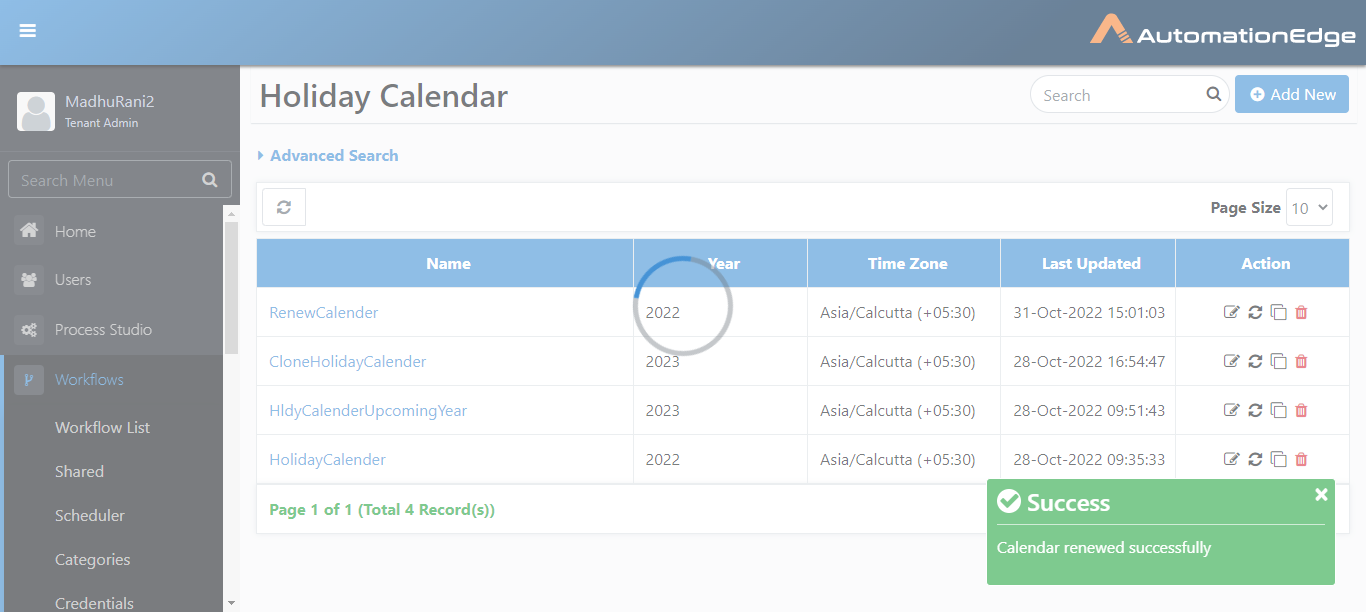 AutomationEdge
MadhuRani2
Tenant Admin
Search Menu
Home
Users
Process Studio
Workflows
Workflow List
Shared
Scheduler
Categories
Credentials
Holiday Calendar
Search
Add New
Advanced Search
Page Size 10
Name Year Time Zone Last Updated Action
RenewCalender 2022 Asia/Calcutta (+05:30) 31-Oct-2022 15:01:03
CloneHolidayCalender 2023 Asia/Calcutta (+05:30) 28-Oct-2022 16:54:47
HldyCalenderUpcomingYear 2023 Asia/Calcutta (+05:30) 28-Oct-2022 09:51:43
HolidayCalender 2022 Asia/Calcutta (+05:30) 28-Oct-2022 09:35:33
Page 1 of 1 (Total 4 Record(s))
Success
Calendar renewed successfully